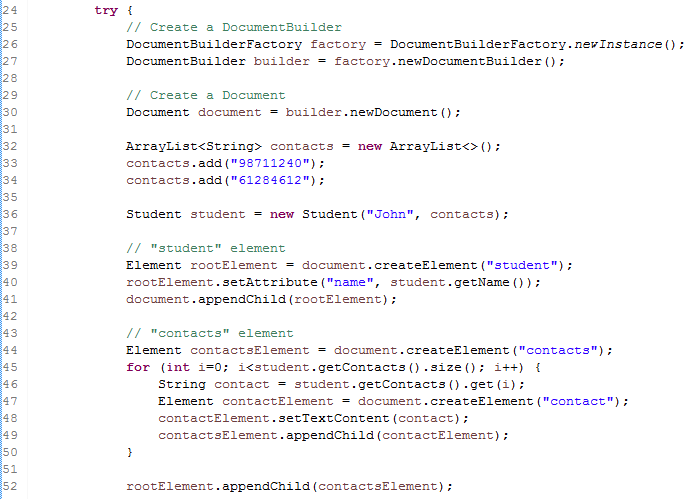 24 try {
25 // Create a DocumentBuilder
26 DocumentBuilderFactory factory = DocumentBuilderFactory.newInstance();
27 DocumentBuilder builder = factory.newDocumentBuilder();
28
29 // Create a Document
30 Document document = builder.newDocument();
31
32 ArrayList<String> contacts = new ArrayList<>();
33 contacts.add("98711240");
34 contacts.add("61284612");
35
36 Student student = new Student("John", contacts);
37
38 // "student" element
39 Element rootElement = document.createElement("student");
40 rootElement.setAttribute("name", student.getName());
41 document.appendChild(rootElement);
42
43 // "contacts" element
44 Element contactsElement = document.createElement("contacts");
45 for (int i=0; i<student.getContacts().size(); i++) {
46 String contact = student.getContacts().get(i);
47 Element contactElement = document.createElement("contact");
48 contactElement.setTextContent(contact);
49 contactsElement.appendChild(contactElement);
50 }
51
52 rootElement.appendChild(contactsElement);